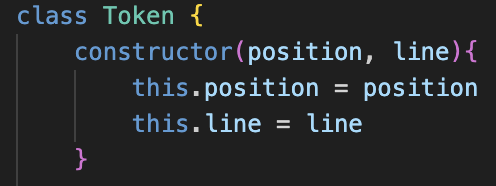 class Token {
    constructor(position, line){
        this.position = position
        this.line = line
    }